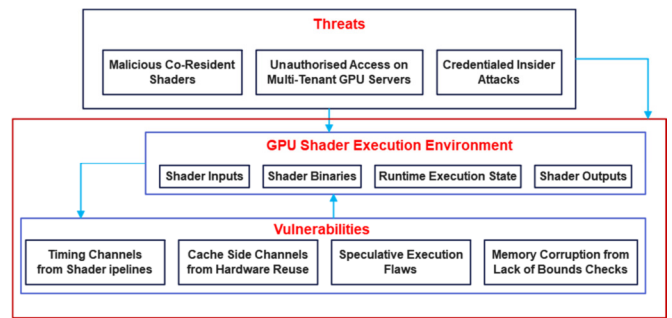 Threats
Malicious Co-Resident
Shaders
Unauthorised Access on
Multi-Tenant GPU Servers
Credentialed Insider
Attacks
GPU Shader Execution Environment
Shader Inputs
Shader Binaries
Runtime Execution State
Shader Outputs
Vulnerabilities
Timing Channels
from Shader ipelines
Cache Side Channels
from Hardware Reuse
Speculative Execution
Flaws
Memory Corruption from
Lack of Bounds Checks